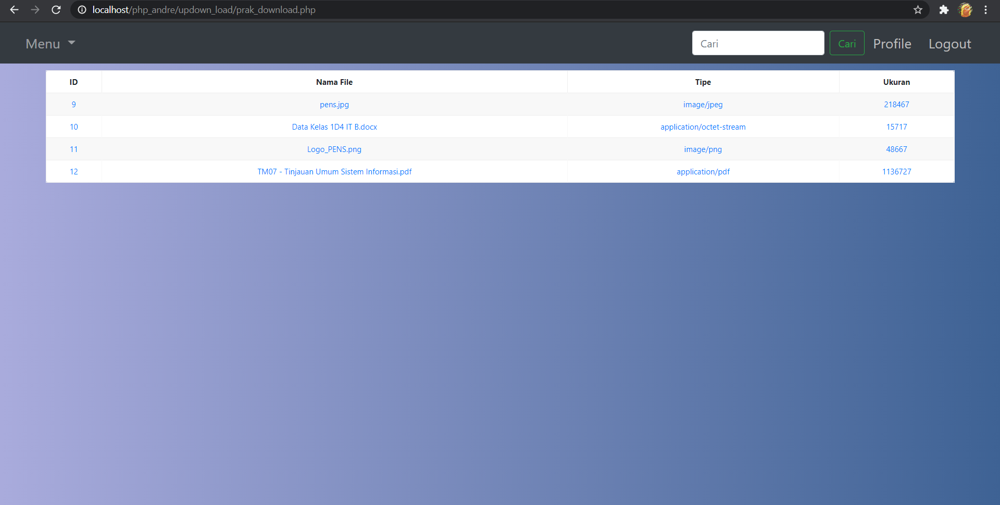 localhost/php_andre/updown_load/prak_download.php
Menu Cari Cari Profile Logout
ID Nama File Tipe Ukuran
9 pens.jpg image/jpeg 218467
10 Data Kelas 1D4 IT B.docx application/octet-stream 15717
11 Logo_PENS.png image/png 48667
12 TM07 - Tinjauan Umum Sistem Informasi.pdf application/pdf 1136727